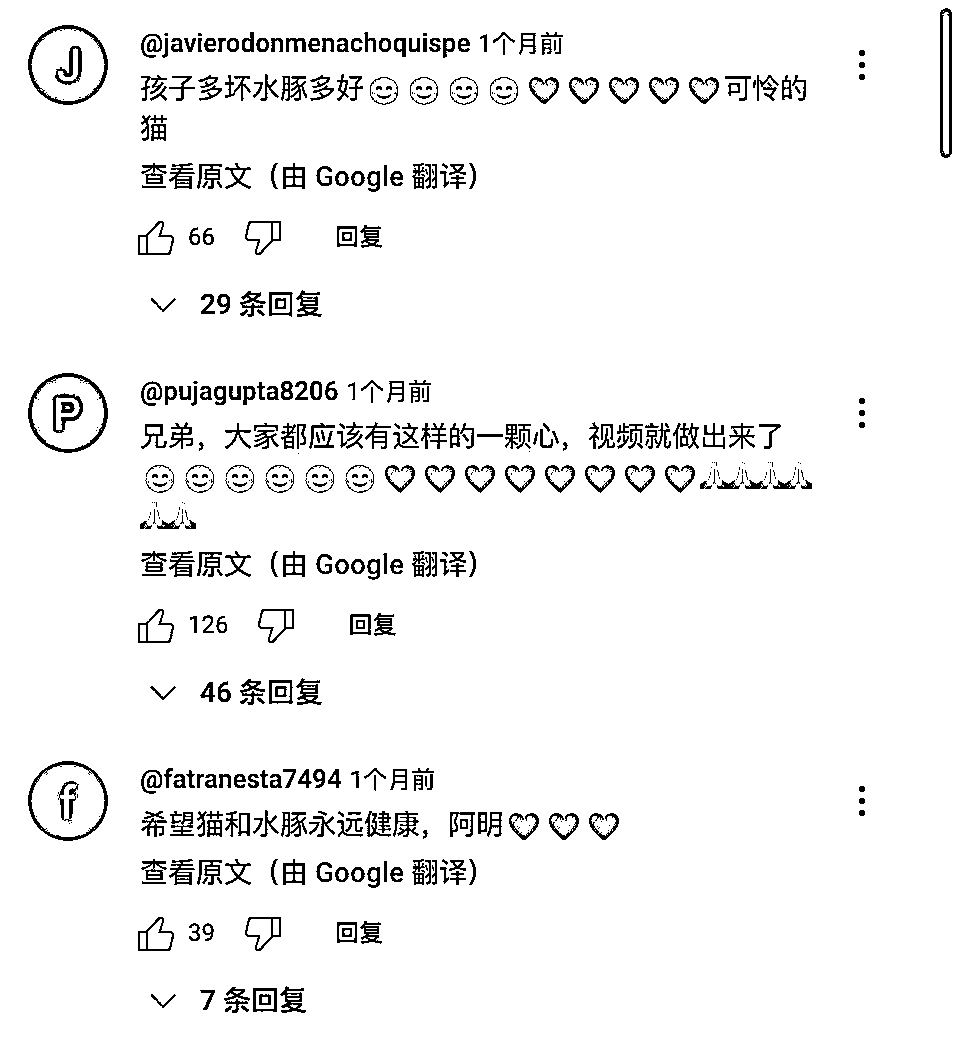 J
@javierodonmenachoquispe 1个月前
孩子多坏水豚多好😊😊😊😊❤❤❤❤❤可怜的
猫
查看原文（由 Google 翻译）
66 回复
29 条回复
P
@pujagupta8206 1个月前
兄弟，大家都应该有这样的一颗心，视频就做出来了
😊😊😊😊😊😊❤❤❤❤❤❤❤❤🙏🙏🙏🙏
🙏🙏
查看原文（由 Google 翻译）
126 回复
46 条回复
f
@fatranesta7494 1个月前
希望猫和水豚永远健康，阿明❤❤❤
查看原文（由 Google 翻译）
39 回复
7 条回复